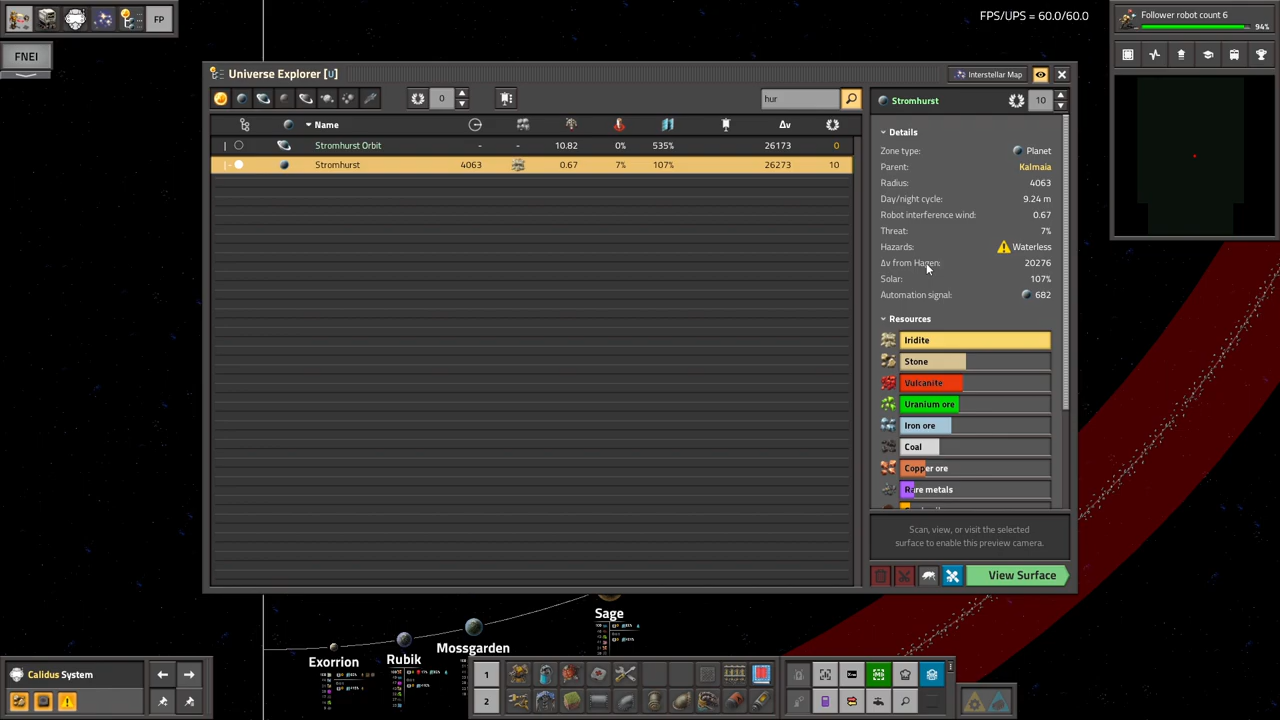 FP
FPS/UPS = 60.0/60.0
Follower robot count 6
94%
FNEI
Universe Explorer [U]
Interstellar Map
0
hur
Stromhurst
10
Name
Δv
Stromhurst Orbit - - 10.82 0% 535% 26173 0
Stromhurst 4063 0.67 7% 107% 26273 10
Details
Zone type: Planet
Parent: Kalmaia
Radius: 4063
Day/night cycle: 9.24 m
Robot interference wind: 0.67
Threat: 7%
Hazards: Waterless
Δv from Hagen: 20276
Solar: 107%
Automation signal: 682
Resources
Iridite
Stone
Vulcanite
Uranium ore
Iron ore
Coal
Copper ore
Rare metals
Scan, view, or visit the selected
surface to enable this preview camera.
View Surface
Sage
Mossgarden
Rubik
Exorrion
Calidus System
1
2